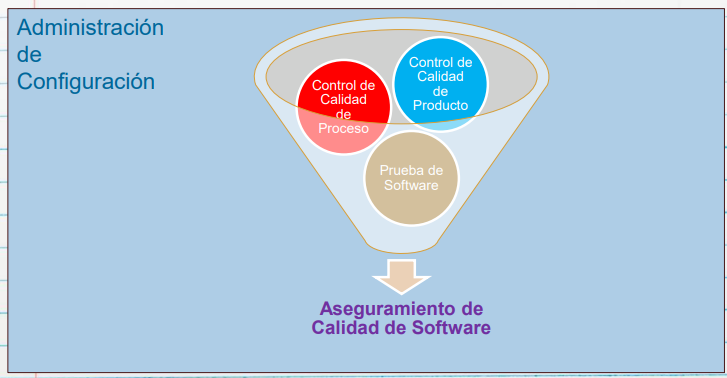 Administración
de
Configuración
Control de
Calidad
de
Proceso
Control de
Calidad
de
Producto
Prueba de
Software
Aseguramiento de
Calidad de Software